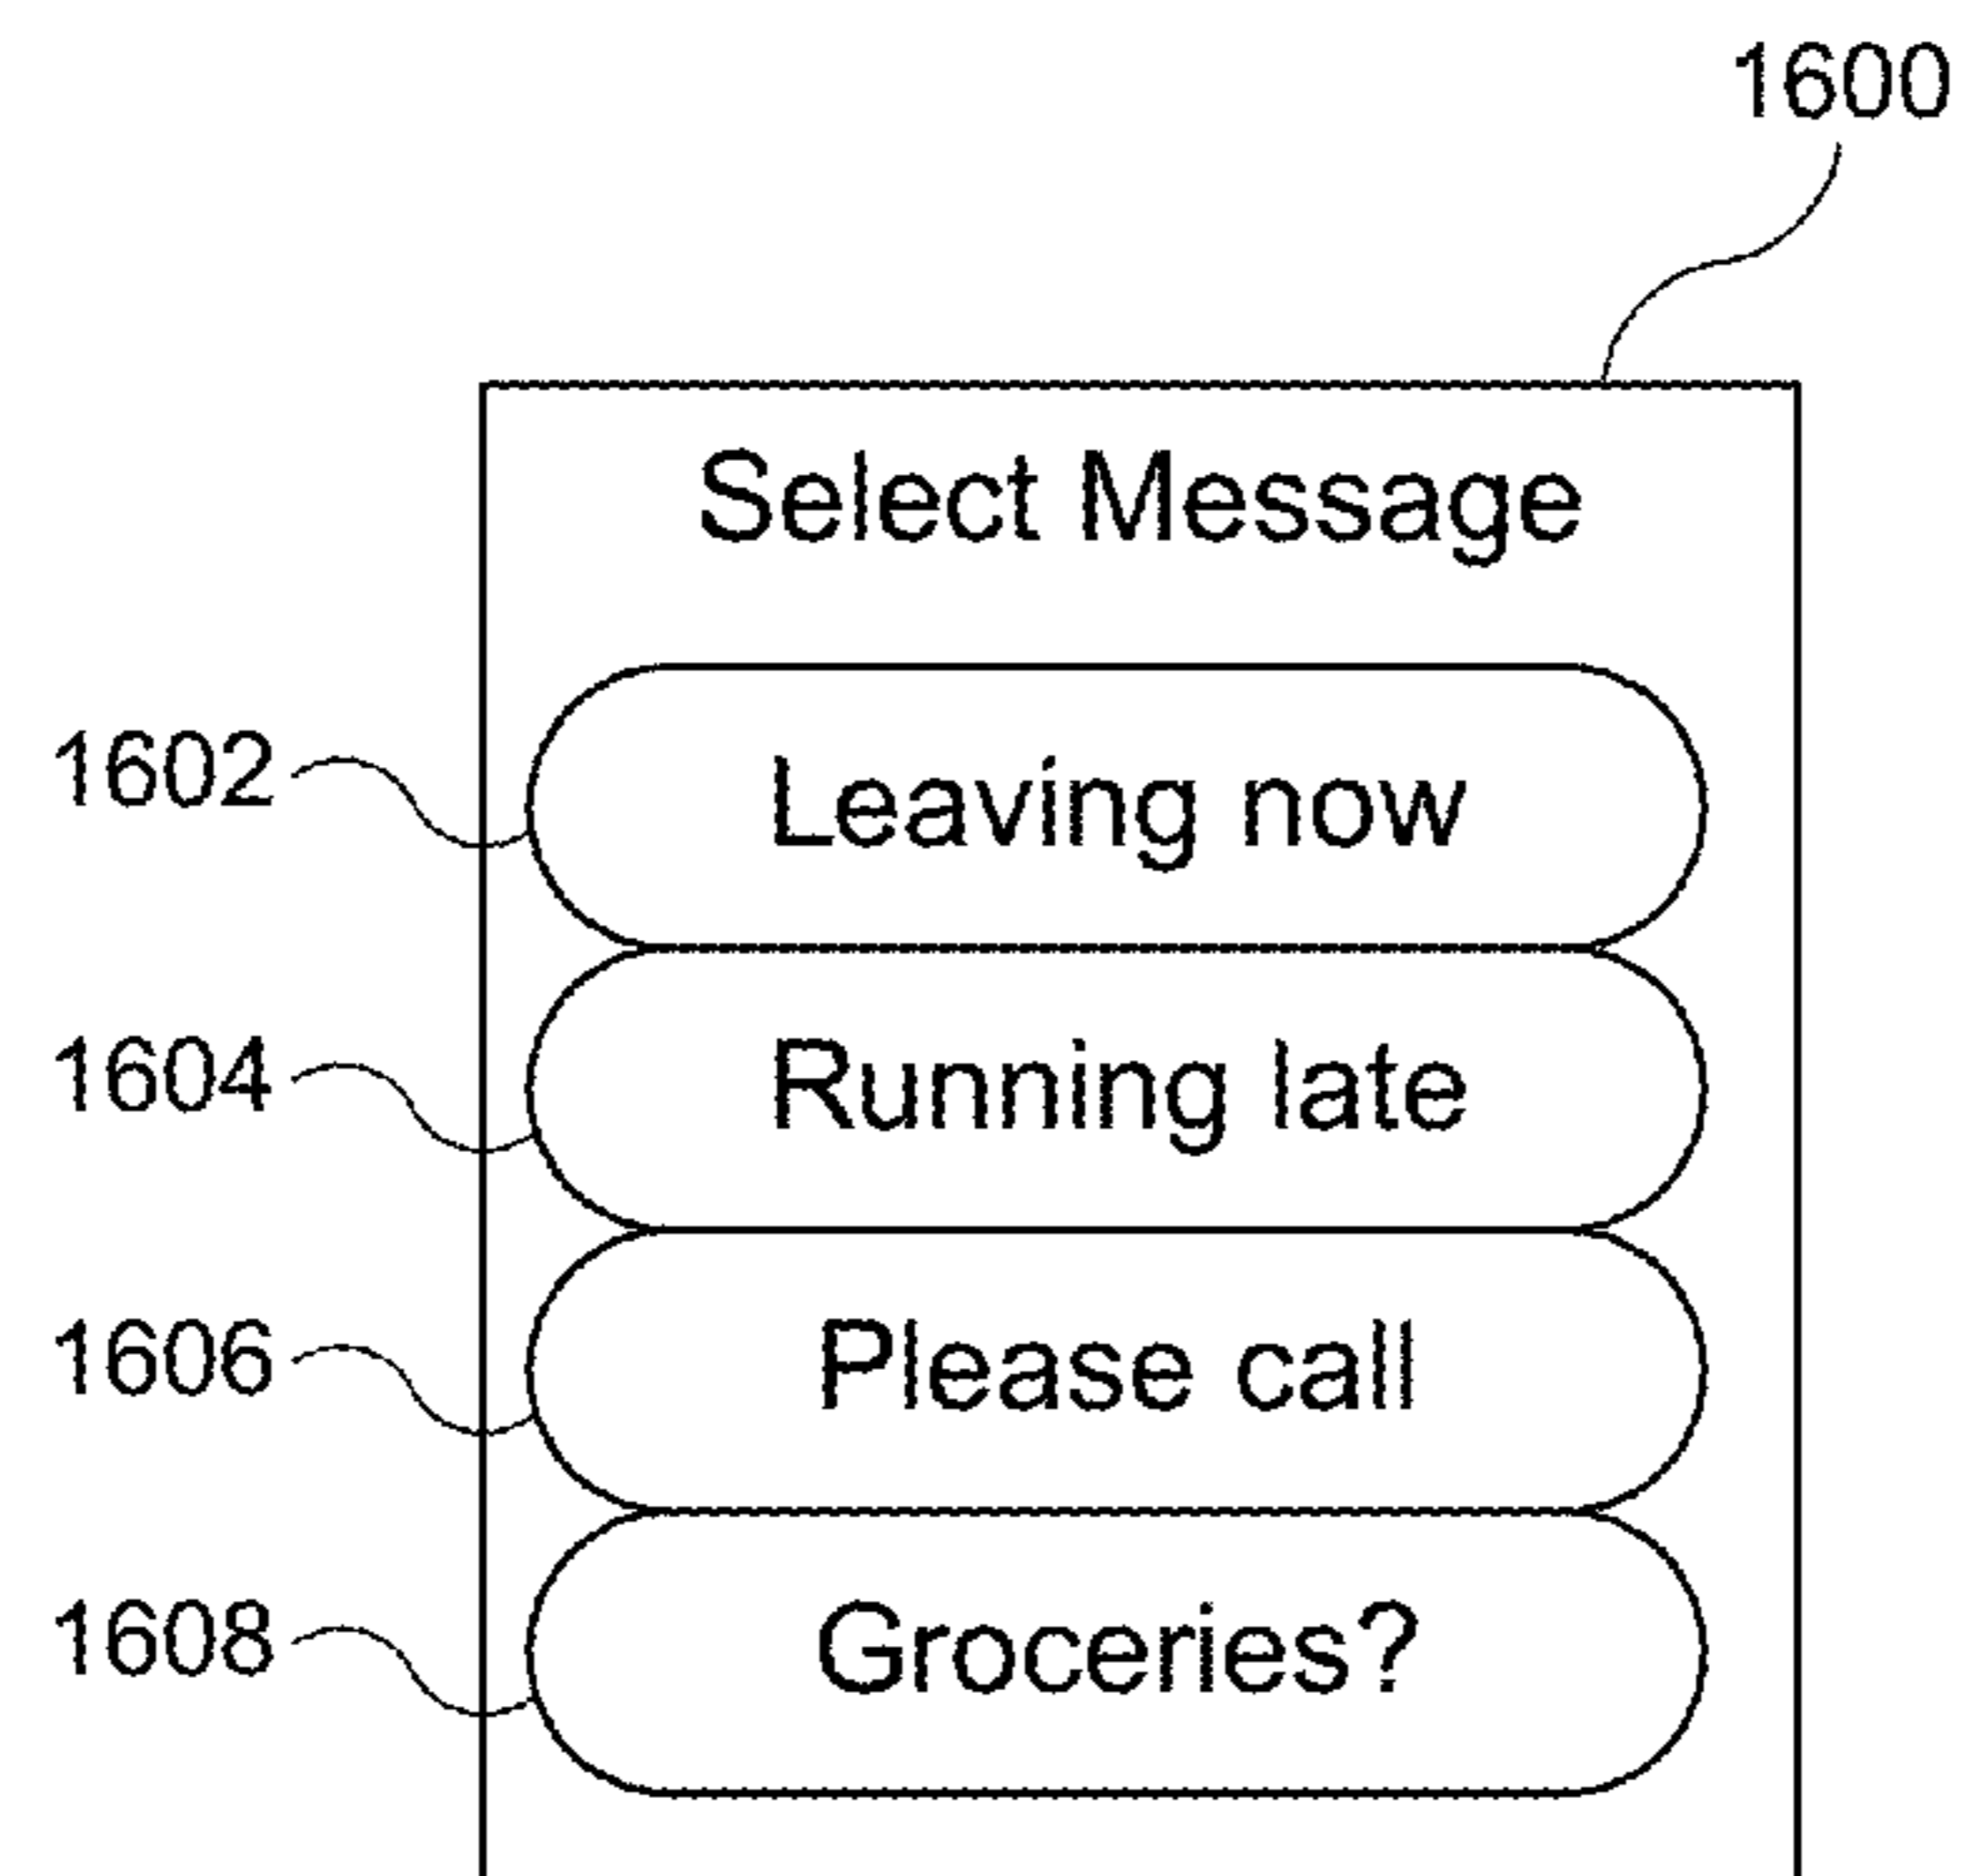 1600
Select Message
1602 Leaving now
1604 Running late
1606 Please call
1608 Groceries?